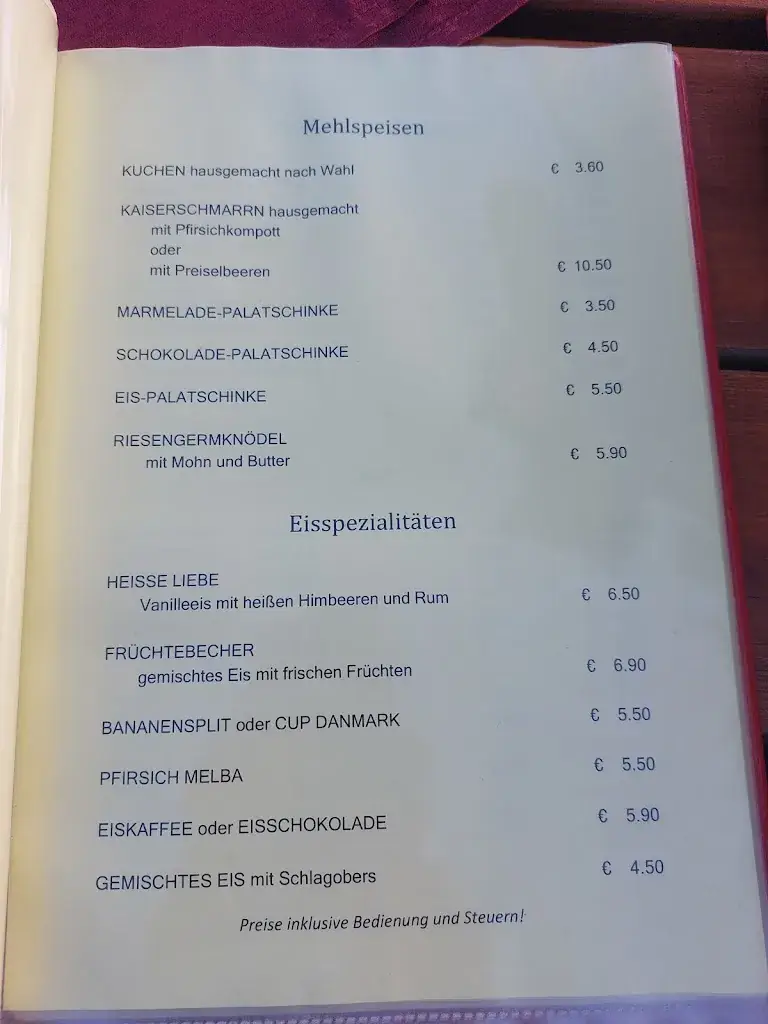 Mehlspeisen
KUCHEN hausgemacht nach Wahl € 3.60
KAISERSCHMARRN hausgemacht
mit Pfirsichkompott
oder
mit Preiselbeeren € 10.50
MARMELADE-PALATSCHINKE € 3.50
SCHOKOLADE-PALATSCHINKE € 4.50
EIS-PALATSCHINKE € 5.50
RIESENGERMKNÖDEL
mit Mohn und Butter € 5.90
Eisspezialitäten
HEISSE LIEBE
Vanilleeis mit heißen Himbeeren und Rum € 6.50
FRÜCHTEBECHER
gemischtes Eis mit frischen Früchten € 6.90
BANANENSPLIT oder CUP DANMARK € 5.50
PFIRSICH MELBA € 5.50
EISKAFFEE oder EISSCHOKOLADE € 5.90
GEMISCHTES EIS mit Schlagobers € 4.50
Preise inklusive Bedienung und Steuern!